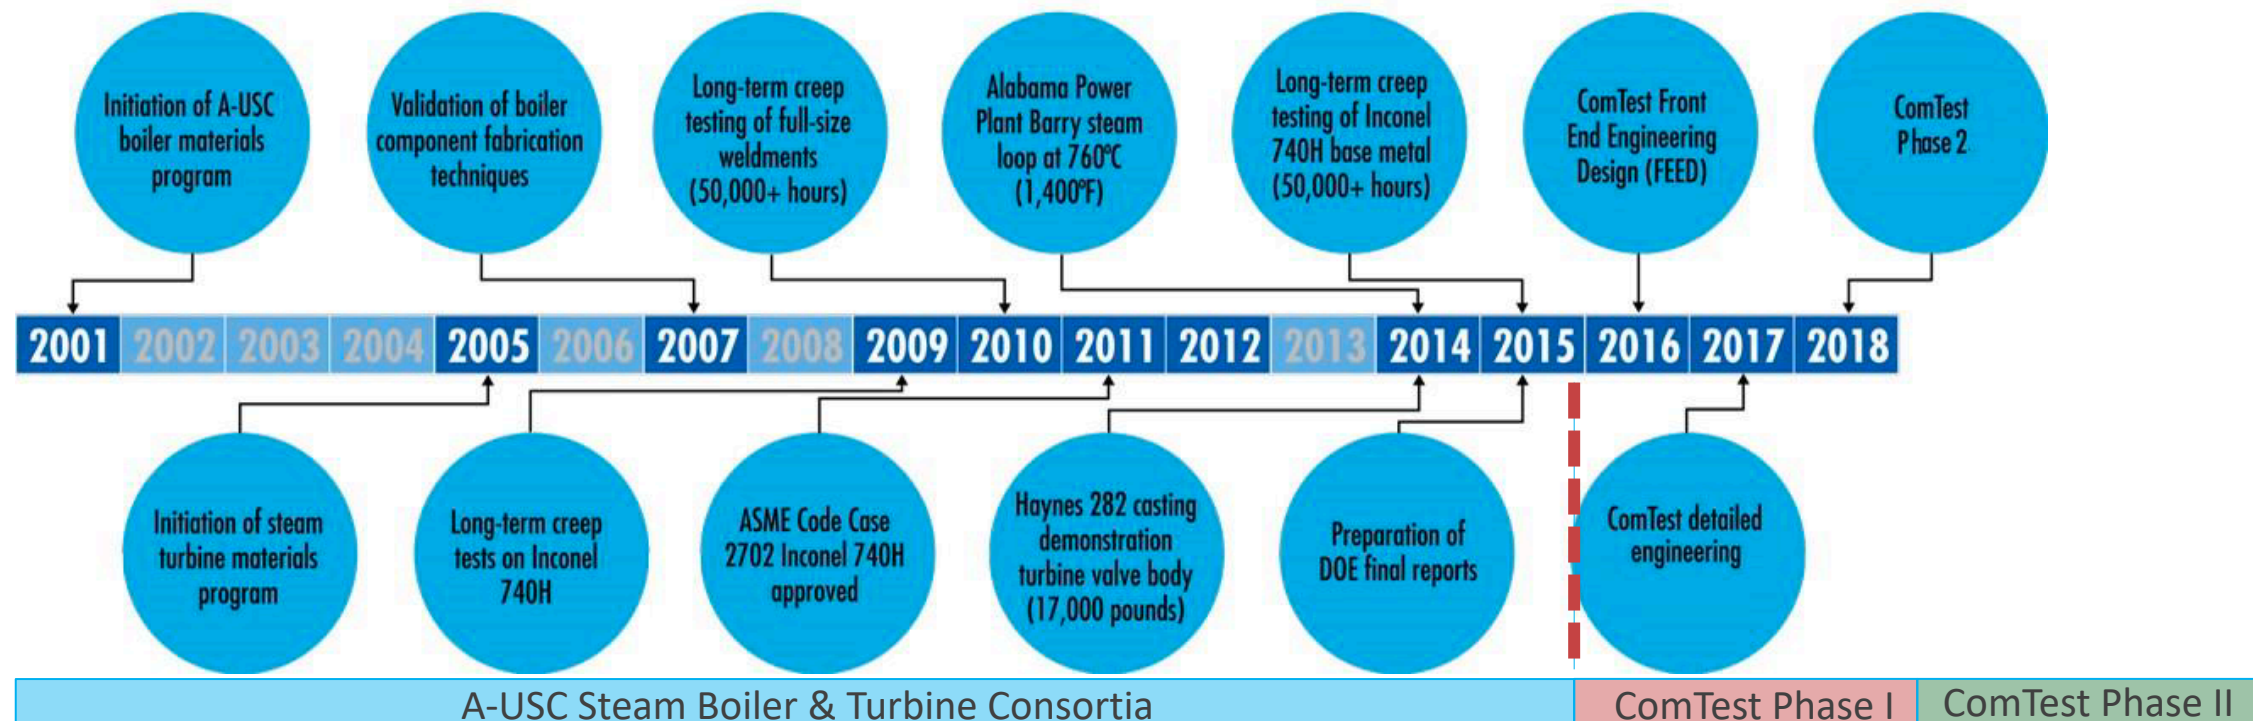 Initiation of A-USC
boiler materials
program
Validation of boiler
component fabrication
techniques
Long-term creep
testing of full-size
weldments
(50,000+ hours)
Alabama Power
Plant Barry steam
loop at 760ºC
(1,400ºF)
Long-term creep
testing of Inconel
740H base metal
(50,000+ hours)
ComTest Front
End Engineering
Design (FEED)
ComTest
Phase 2
2001 2002 2003 2004 2005 2006 2007 2008 2009 2010 2011 2012 2013 2014 2015 2016 2017 2018
Initiation of steam
turbine materials
program
Long-term creep
tests on Inconel
740H
ASME Code Case
2702 Inconel 740H
approved
Haynes 282 casting
demonstration
turbine valve body
(17,000 pounds)
Preparation of
DOE final reports
ComTest detailed
engineering
A-USC Steam Boiler & Turbine Consortia
ComTest Phase I
ComTest Phase II